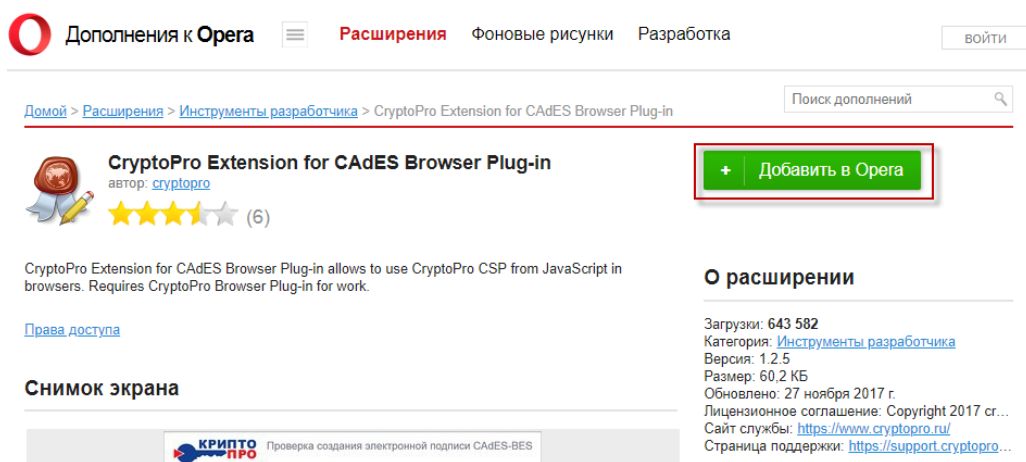 Дополнения к Opera Расширения Фоновые рисунки Разработка ВОЙТИ
Домой > Расширения > Инструменты разработчика > CryptoPro Extension for CAdES Browser Plug-in
Поиск дополнений
CryptoPro Extension for CAdES Browser Plug-in
автор: cryptopro
(6)
+ Добавить в Opera
CryptoPro Extension for CAdES Browser Plug-in allows to use CryptoPro CSP from JavaScript in
browsers. Requires CryptoPro Browser Plug-in for work.
Права доступа
Снимок экрана
КРИПТО
ПРО
Проверка создания электронной подписи CAdES-BES
О расширении
Загрузки: 643 582
Категория: Инструменты разработчика
Версия: 1.2.5
Размер: 60,2 КБ
Обновлено: 27 ноября 2017 г.
Лицензионное соглашение: Copyright 2017 cr...
Сайт службы: https://www.cryptopro.ru/
Страница поддержки: https://support.cryptopro...